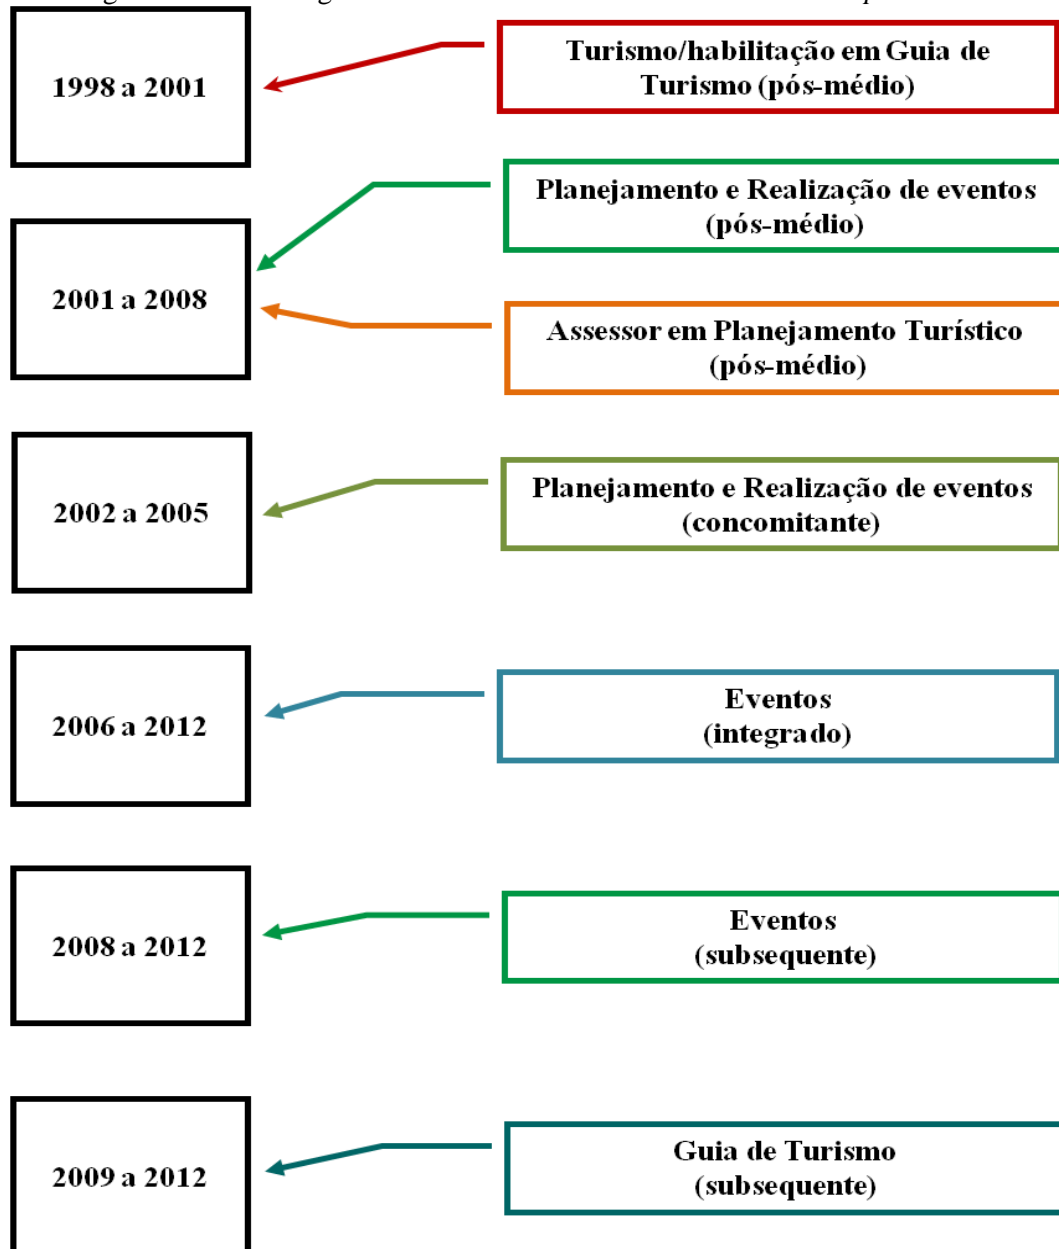 1998 a 2001
Turismo/habilitação em Guia de
Turismo (pós-médio)
Planejamento e Realização de eventos
(pós-médio)
2001 a 2008
Assessor em Planejamento Turístico
(pós-médio)
2002 a 2005
Planejamento e Realização de eventos
(concomitante)
2006 a 2012
Eventos
(integrado)
2008 a 2012
Eventos
(subsequente)
2009 a 2012
Guia de Turismo
(subsequente)